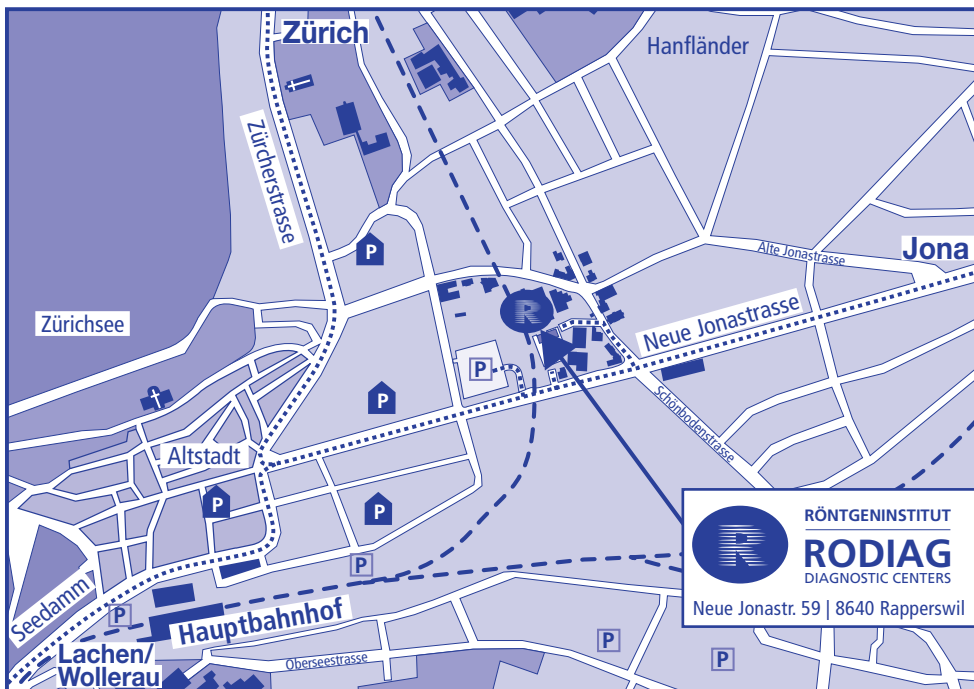 Zürich
Hanfländer
Zürcherstrasse
P
Alte Jonastrasse
Jona
Zürichsee
R
Neue Jonastrasse
P
P
Schönbodenstrasse
Altstadt
P
P
R
RÖNTGENINSTITUT
RODIAG
DIAGNOSTIC CENTERS
Neue Jonastr. 59 | 8640 Rapperswil
P
Seedamm
P
Hauptbahnhof
P
P
Lachen/
Wollerau
Oberseestrasse